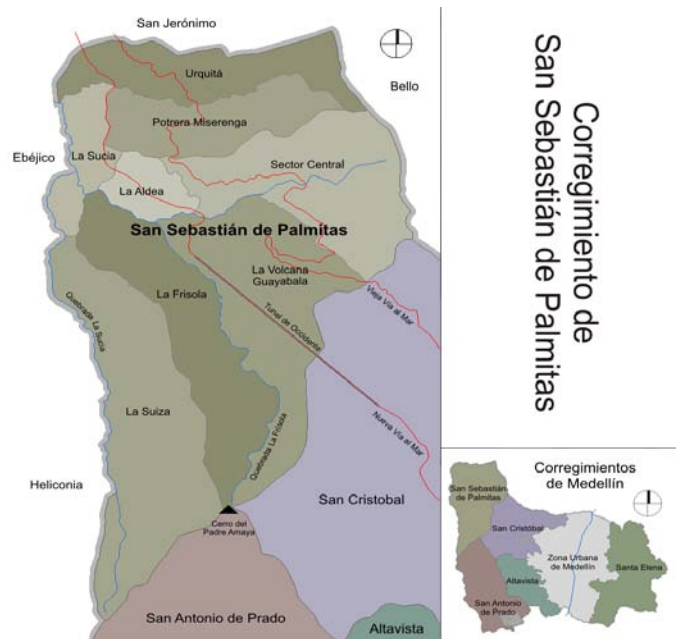 San Jerónimo
Urquitá
Bello
Potrera Miserenga
Ebéjico
La Sucia
Sector Central
La Aldea
San Sebastián de Palmitas
La Volcana
Guayabala
La Frisola
Vieja Vía al Mar
Quebrada La Sucia
Tunal de Occidente
La Suiza
Nueva Vía al Mar
Quebrada La Frisola
Heliconia
San Cristobal
Cerro del
Padre Amaya
San Antonio de Prado
Altavista
Corregimiento de
San Sebastián de Palmitas
Corregimientos
de Medellín
San Sebastián
de Palmitas
San Cristóbal
Zona Urbana
de Medellín
Santa Elena
Altavista
San Antonio
de Prado